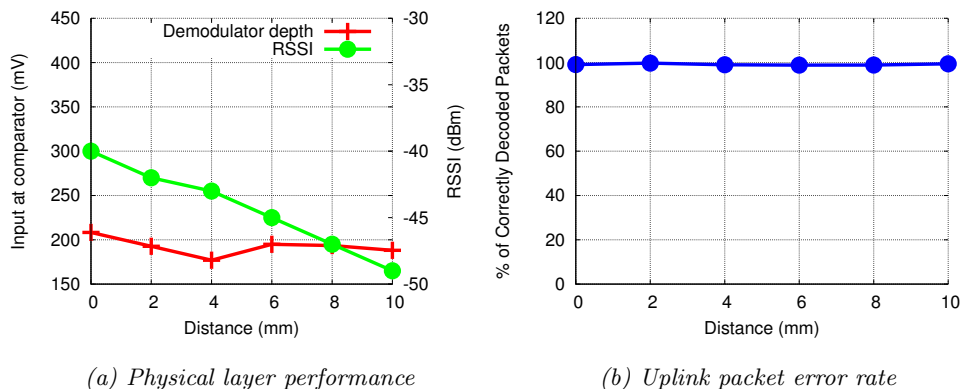 450
400
350
300
250
200
150
Input at comparator (mV)
Demodulator depth
RSSI
-30
-35
-40
-45
-50
RSSI (dBm)
0 2 4 6 8 10
Distance (mm)
(a) Physical layer performance
120
100
80
60
40
20
0
% of Correctly Decoded Packets
0 2 4 6 8 10
Distance (mm)
(b) Uplink packet error rate